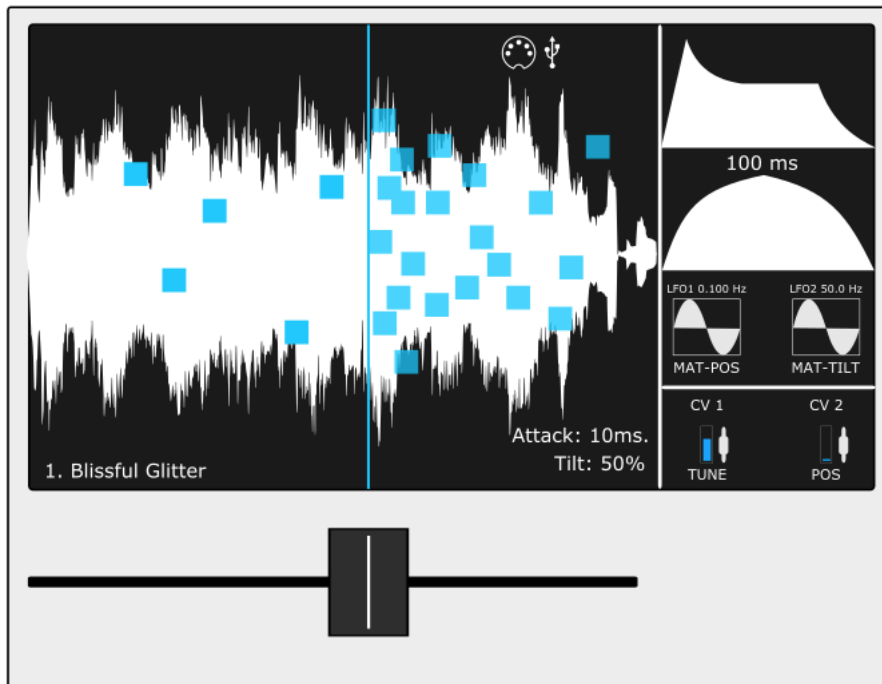 100 ms
LFO1 0.100 Hz
LFO2 50.0 Hz
MAT-POS
MAT-TILT
CV 1
CV 2
TUNE
POS
Attack: 10ms.
Tilt: 50%
1. Blissful Glitter